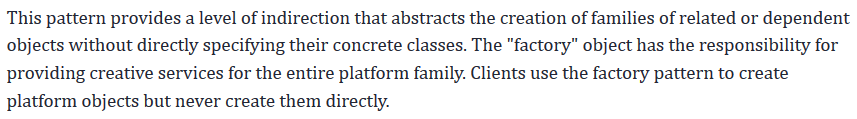 This pattern provides a level of indirection that abstracts the creation of families of related or dependent
objects without directly specifying their concrete classes. The "factory" object has the responsibility for
providing creative services for the entire platform family. Clients use the factory pattern to create
platform objects but never create them directly.